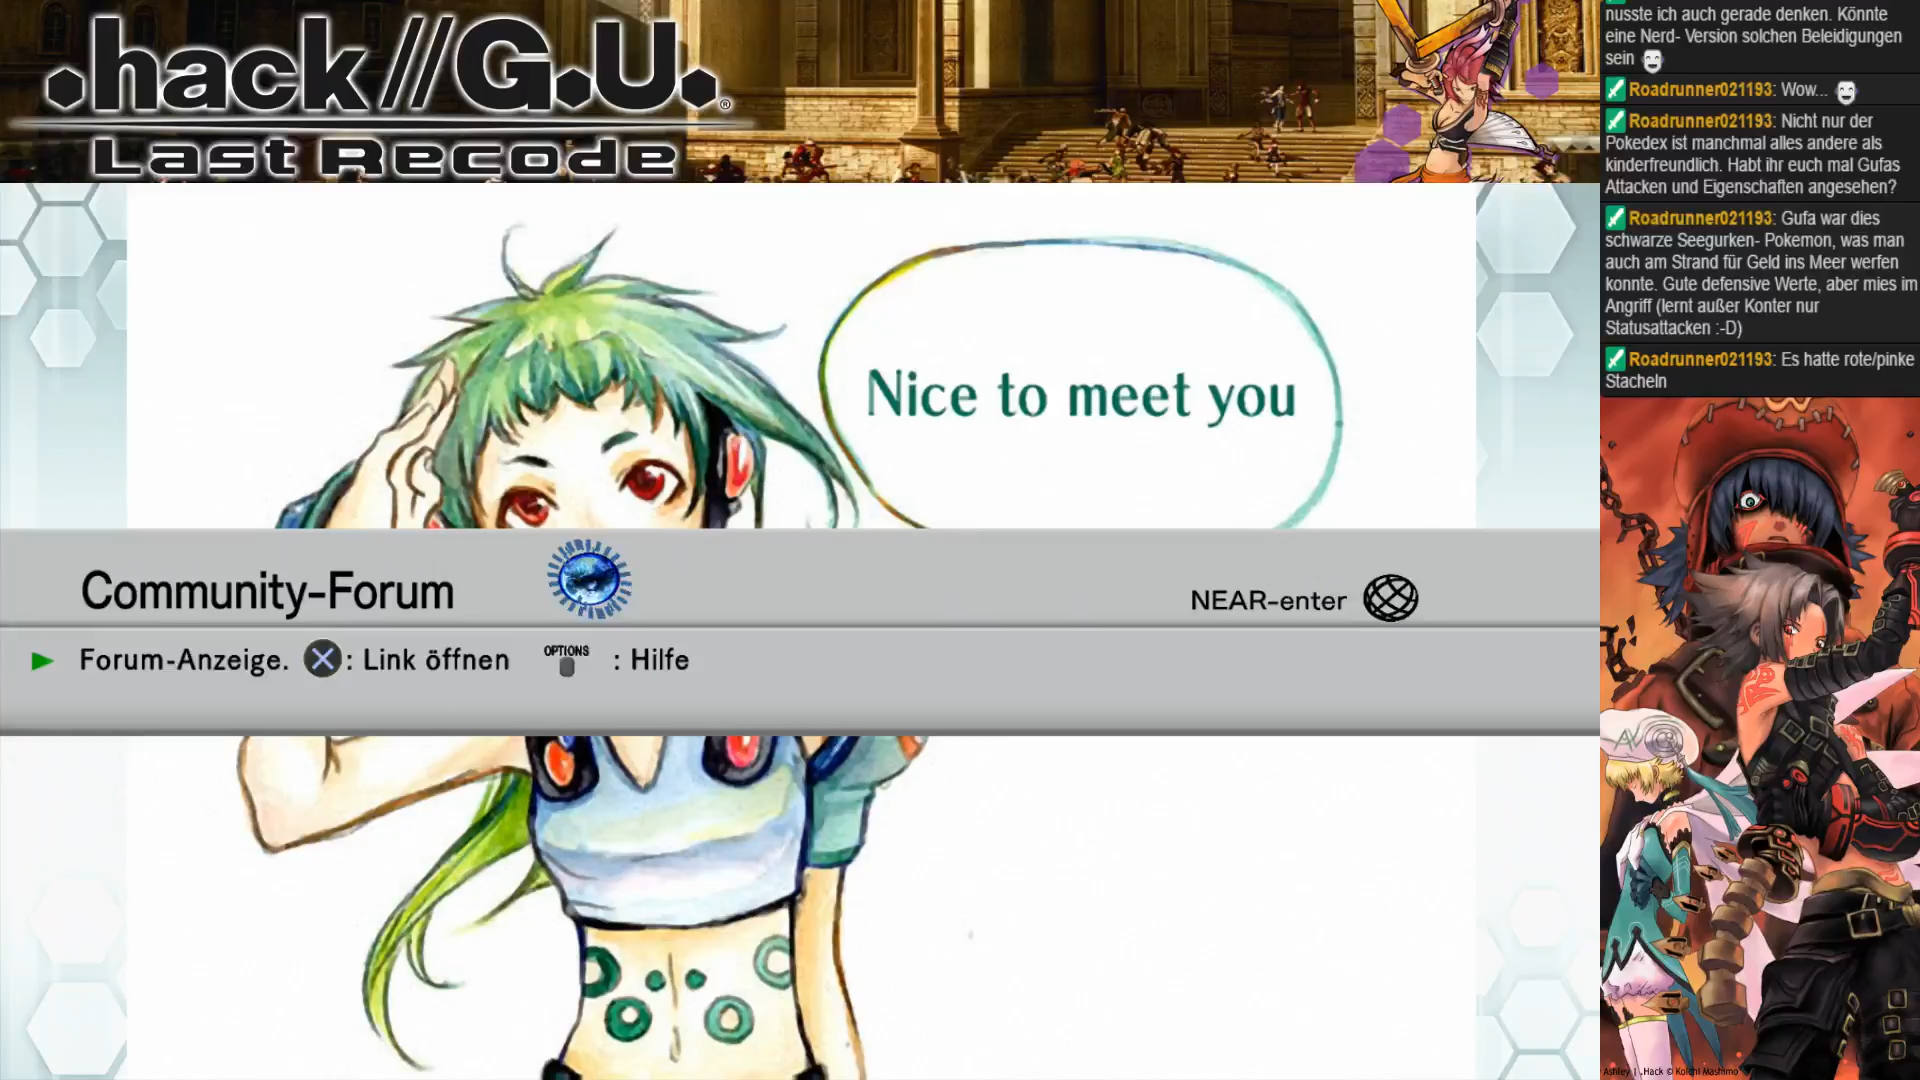 .hack//G.U.®
Last Recode
Nice to meet you
Community-Forum
NEAR-enter
Forum-Anzeige. : Link öffnen OPTIONS : Hilfe
nusste ich auch gerade denken. Könnte
eine Nerd- Version solchen Beleidigungen
sein
Roadrunner021193: Wow...
Roadrunner021193: Nicht nur der
Pokedex ist manchmal alles andere als
kinderfreundlich. Habt ihr euch mal Gufas
Attacken und Eigenschaften angesehen?
Roadrunner021193: Gufa war dies
schwarze Seegurken- Pokemon, was man
auch am Strand für Geld ins Meer werfen
konnte. Gute defensive Werte, aber mies im
Angriff (lernt außer Konter nur
Statusattacken :-D)
Roadrunner021193: Es hatte rote/pinke
Stacheln
Ashley | .Hack © Koichi Mashimo